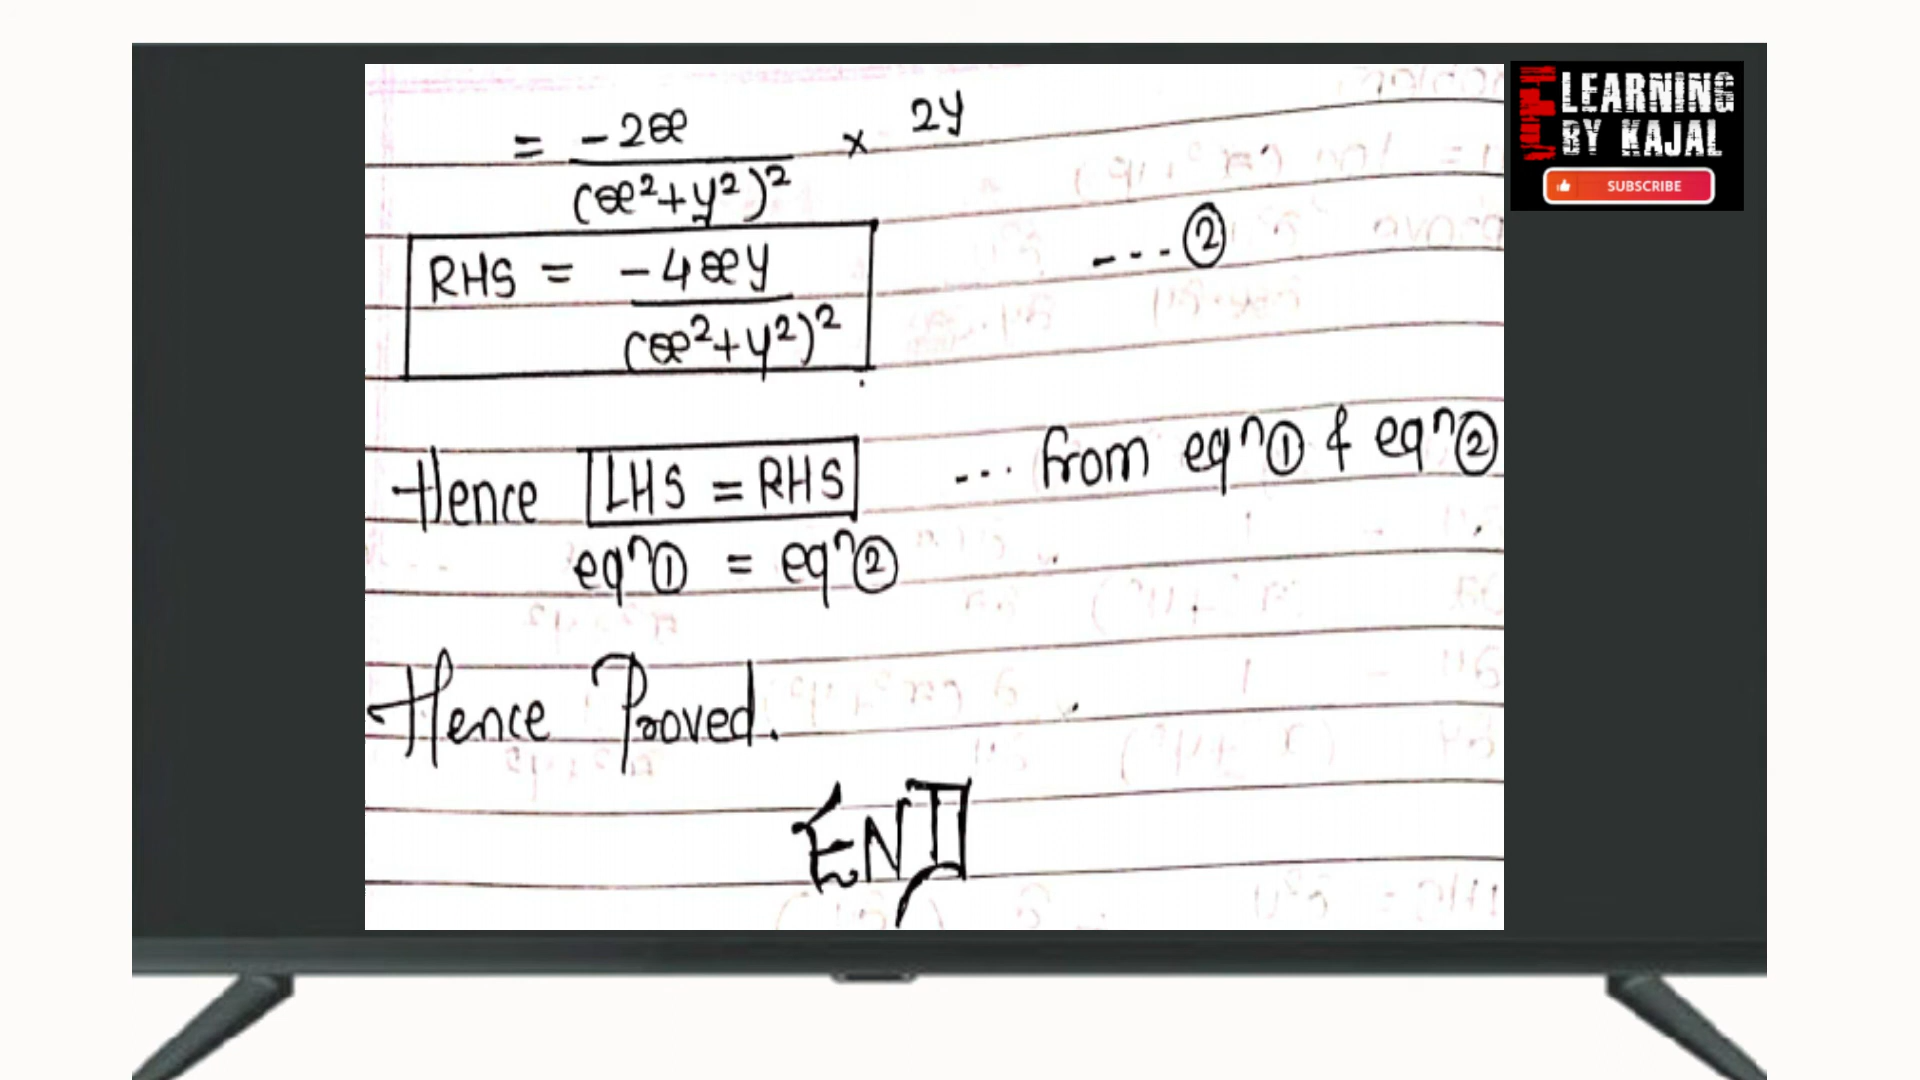 = -2x / (x²+y²)² × 2y
RHS = -4xy / (x²+y²)² ---②
Hence LHS = RHS ... from eqⁿ① & eqⁿ②
eqⁿ① = eqⁿ②
Hence Proved.
END
E LEARNING
BY KAJAL
SUBSCRIBE